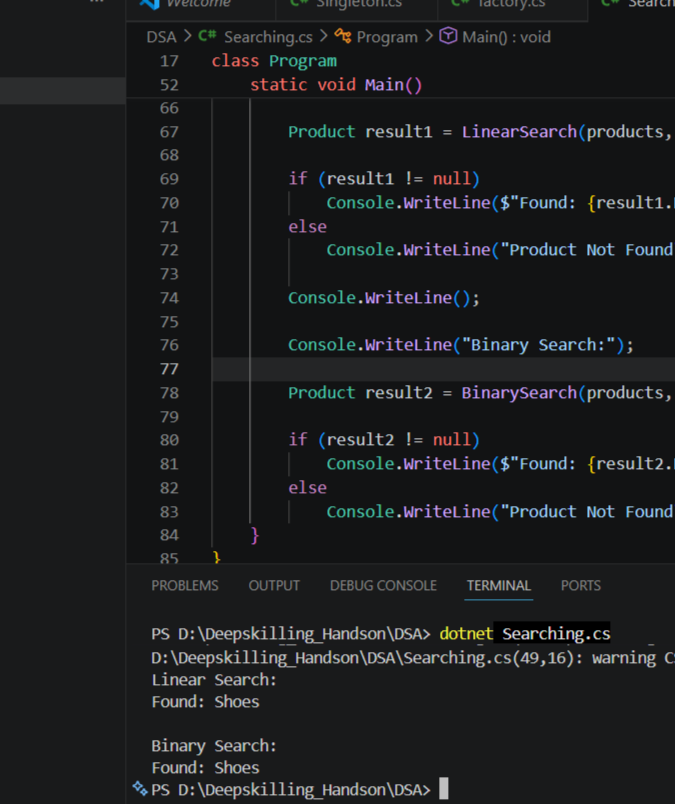 Welcome Singleton.cs factory.cs
DSA > C# Searching.cs > Program > Main() : void
17 class Program
52 static void Main()
66
67 Product result1 = LinearSearch(products,
68
69 if (result1 != null)
70 Console.WriteLine($"Found: {result1.
71 else
72 Console.WriteLine("Product Not Found
73
74 Console.WriteLine();
75
76 Console.WriteLine("Binary Search:");
77
78 Product result2 = BinarySearch(products,
79
80 if (result2 != null)
81 Console.WriteLine($"Found: {result2.
82 else
83 Console.WriteLine("Product Not Found
84 }
85 }
PROBLEMS OUTPUT DEBUG CONSOLE TERMINAL PORTS
PS D:\Deepskilling_Handson\DSA> dotnet Searching.cs
D:\Deepskilling_Handson\DSA\Searching.cs(49,16): warning CS
Linear Search:
Found: Shoes
Binary Search:
Found: Shoes
PS D:\Deepskilling_Handson\DSA>